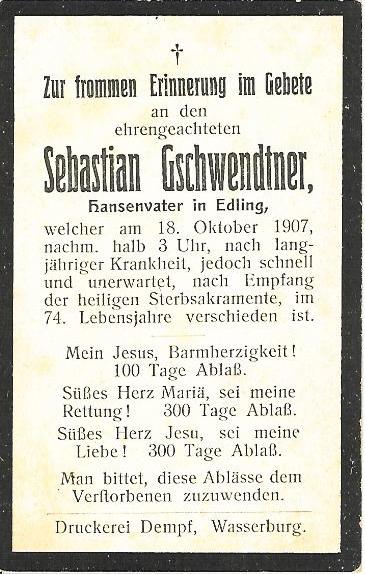 †
Zur frommen Erinnerung im Gebete
an den
ehrengeachteten
Sebastian Gschwendtner,
Hansenvater in Edling,
welcher am 18. Oktober 1907,
nachm. halb 3 Uhr, nach lang-
jähriger Krankheit, jedoch schnell
und unerwartet, nach Empfang
der heiligen Sterbsakramente, im
74. Lebensjahre verschieden ist.
Mein Jesus, Barmherzigkeit!
100 Tage Ablaß.
Süßes Herz Mariä, sei meine
Rettung! 300 Tage Ablaß.
Süßes Herz Jesu, sei meine
Liebe! 300 Tage Ablaß.
Man bittet, diese Ablässe dem
Verstorbenen zuzuwenden.
Druckerei Dempf, Wasserburg.